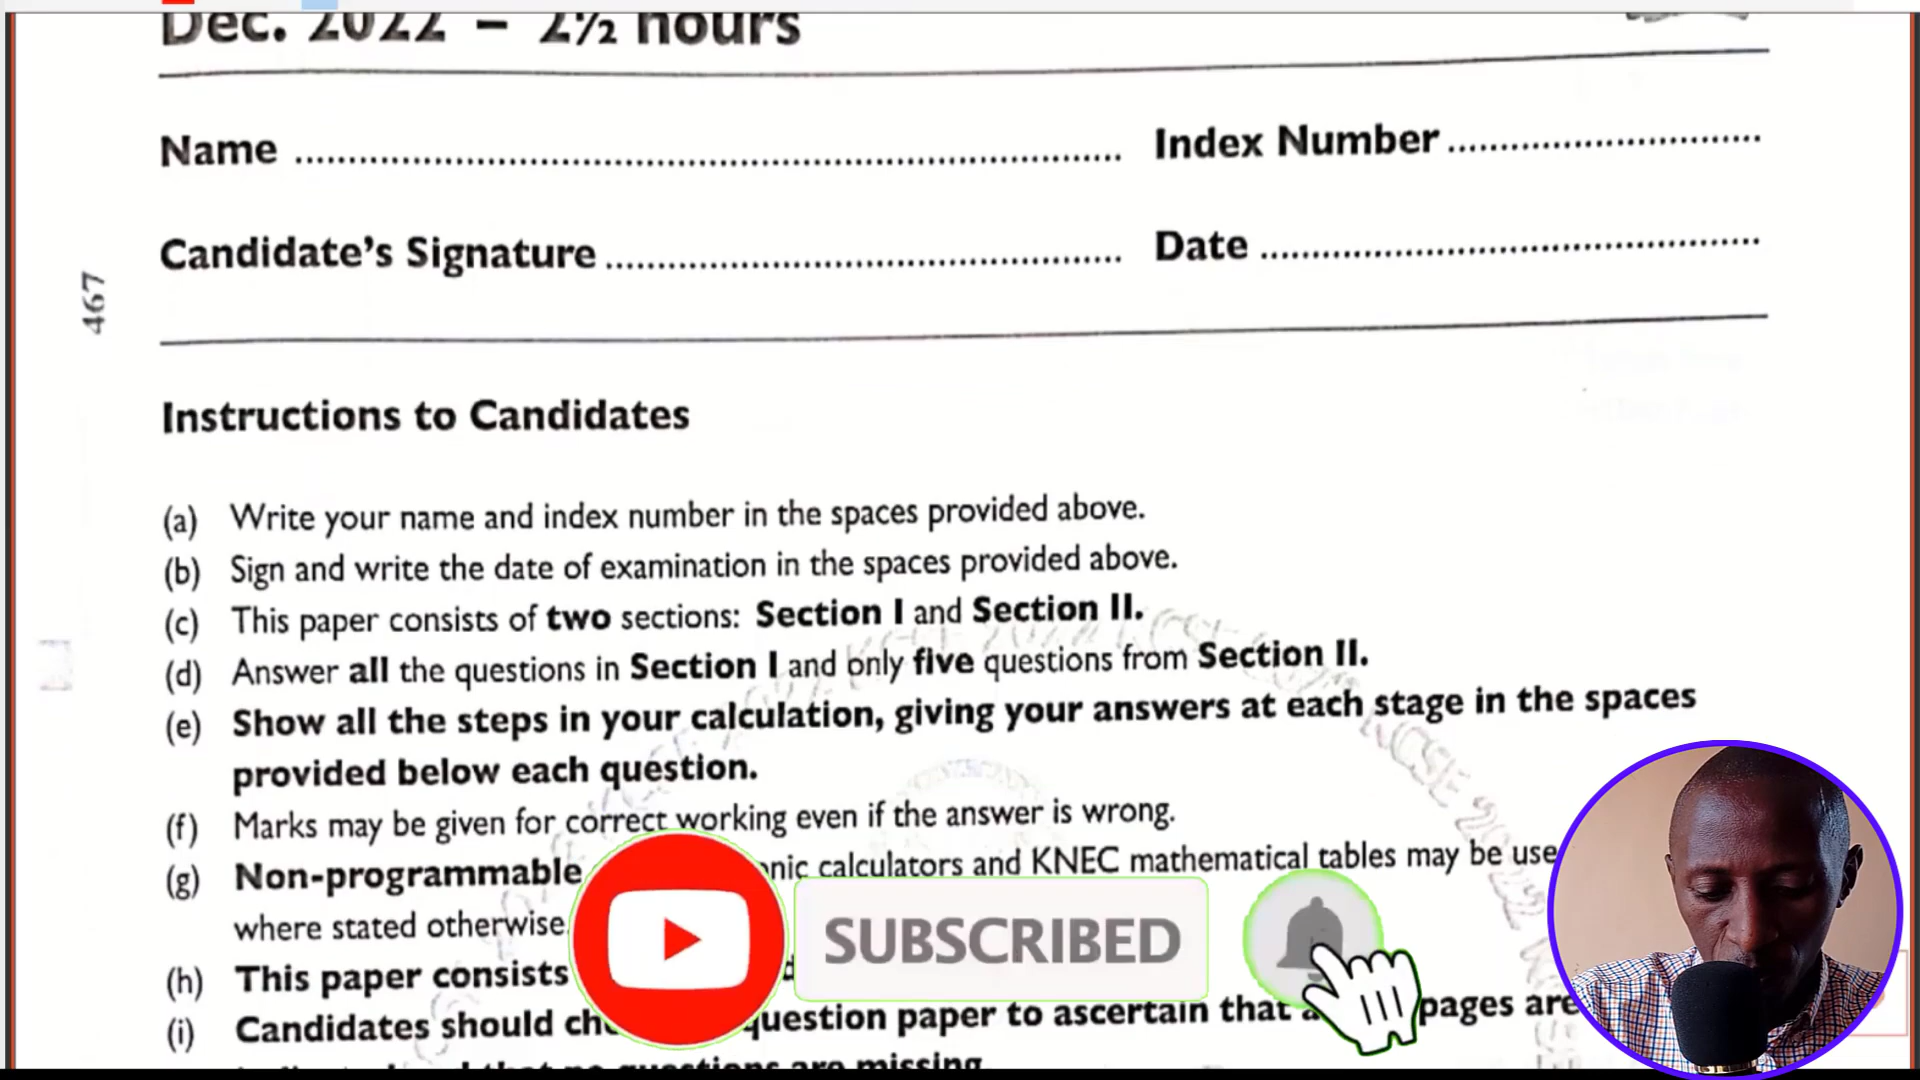 Dec. 2022 – 2½ hours
Name ........................................ Index Number ....................
Candidate's Signature ........................................ Date ........................................
467
Instructions to Candidates
(a) Write your name and index number in the spaces provided above.
(b) Sign and write the date of examination in the spaces provided above.
(c) This paper consists of two sections: Section I and Section II.
(d) Answer all the questions in Section I and only five questions from Section II.
(e) Show all the steps in your calculation, giving your answers at each stage in the spaces
provided below each question.
(f) Marks may be given for correct working even if the answer is wrong.
(g) Non-programmable calculators and KNEC mathematical tables may be
where stated otherwise.
(h) This paper consists
(i) Candidates should question paper to ascertain that pages are
questions are missing.
SUBSCRIBED